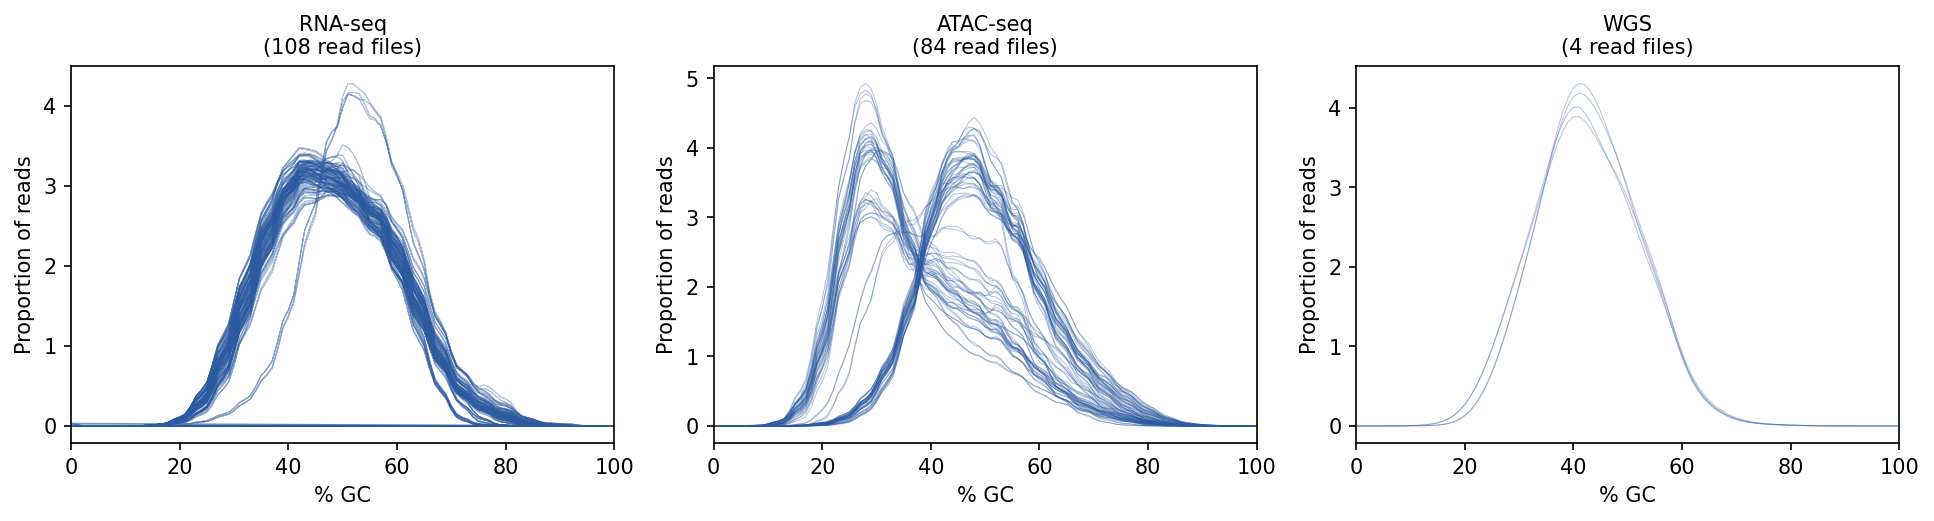 RNA-seq
(108 read files)
Proportion of reads
4
3
2
1
0
0 20 40 60 80 100
% GC
ATAC-seq
(84 read files)
Proportion of reads
5
4
3
2
1
0
0 20 40 60 80 100
% GC
WGS
(4 read files)
Proportion of reads
4
3
2
1
0
0 20 40 60 80 100
% GC